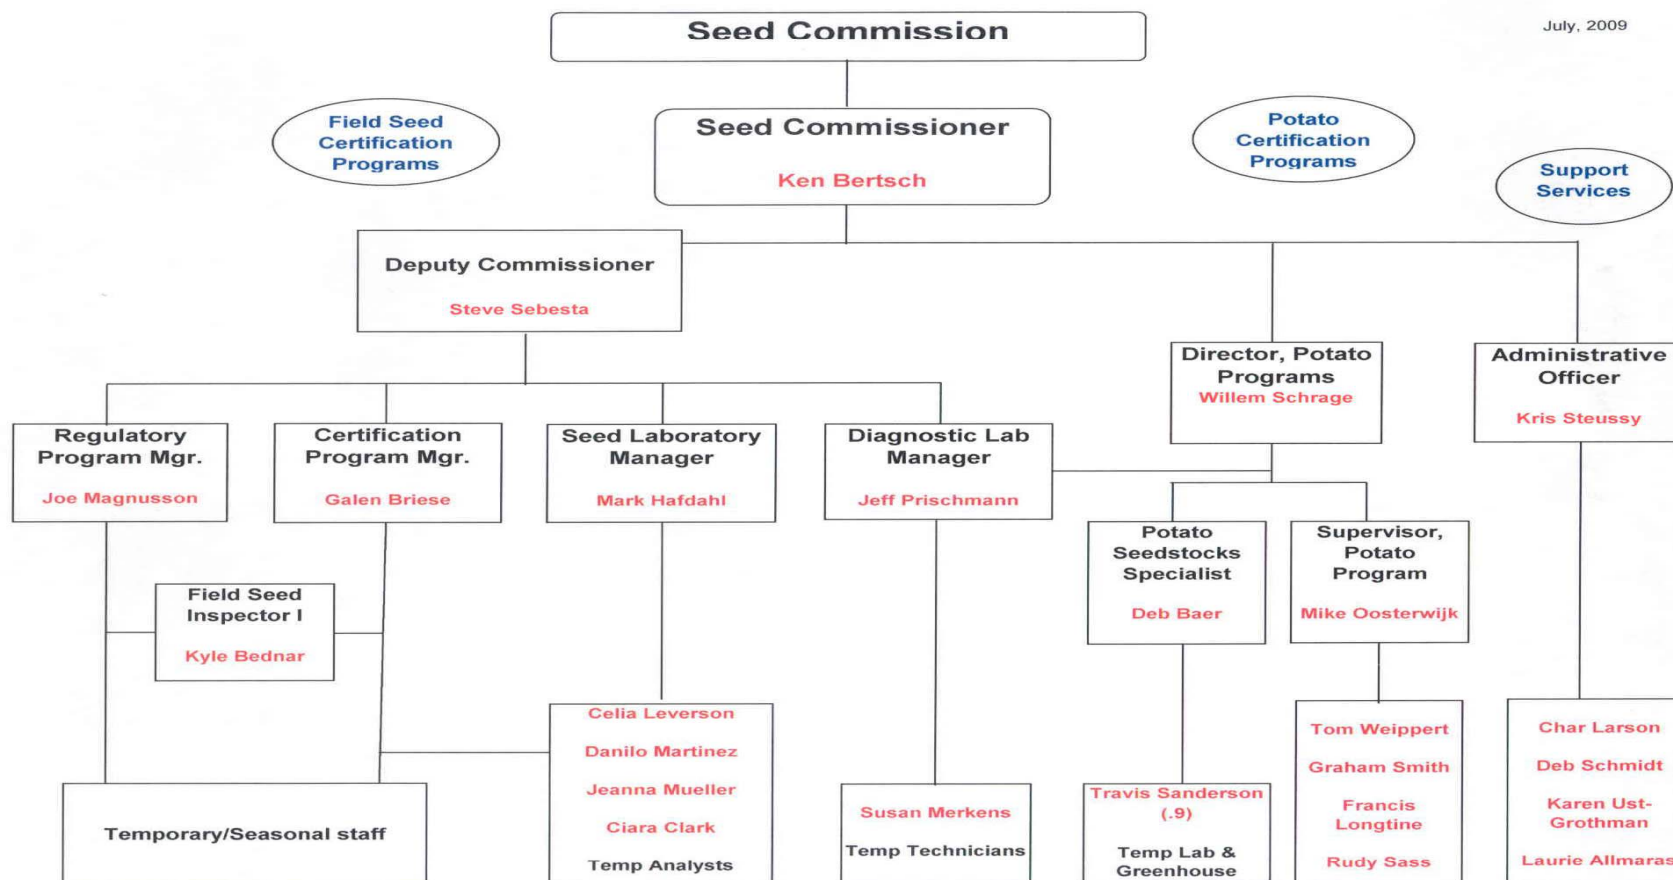 Seed Commission
July, 2009
Field Seed
Certification
Programs
Seed Commissioner
Ken Bertsch
Potato
Certification
Programs
Support
Services
Deputy Commissioner
Steve Sebesta
Director, Potato
Programs
Willem Schrage
Administrative
Officer
Kris Steussy
Regulatory
Program Mgr.
Joe Magnusson
Certification
Program Mgr.
Galen Briese
Seed Laboratory
Manager
Mark Hafdahl
Diagnostic Lab
Manager
Jeff Prischmann
Potato
Seedstocks
Specialist
Deb Baer
Supervisor,
Potato
Program
Mike Oosterwijk
Field Seed
Inspector I
Kyle Bednar
Temporary/Seasonal staff
Celia Leverson
Danilo Martinez
Jeanna Mueller
Ciara Clark
Temp Analysts
Susan Merkens
Temp Technicians
Travis Sanderson
(.9)
Temp Lab &
Greenhouse
Tom Weippert
Graham Smith
Francis
Longtine
Rudy Sass
Char Larson
Deb Schmidt
Karen Ust-
Grothman
Laurie Allmaras